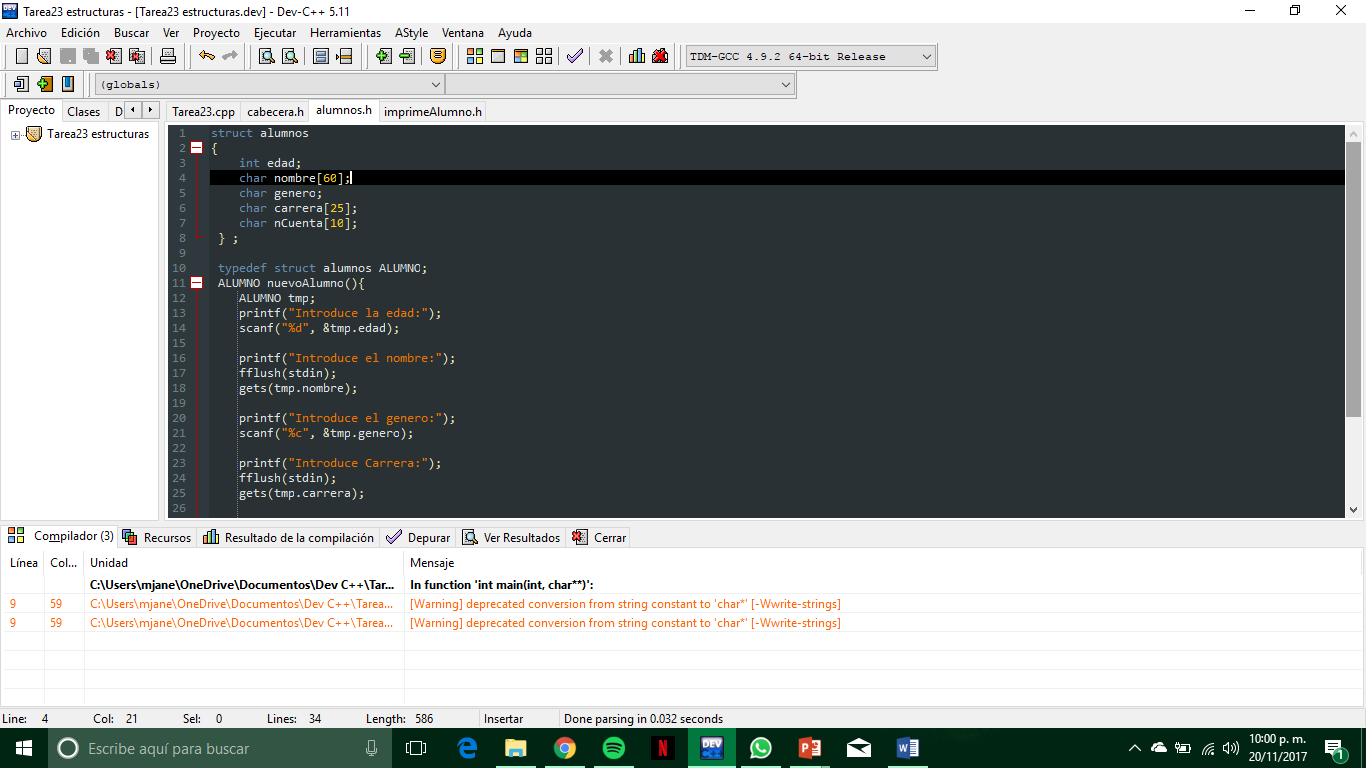 Tarea23 estructuras - [Tarea23 estructuras.dev] - Dev-C++ 5.11
Archivo Edición Buscar Ver Proyecto Ejecutar Herramientas AStyle Ventana Ayuda
TDM-GCC 4.9.2 64-bit Release
(globals)
Proyecto Clases D
Tarea23.cpp cabecera.h alumnos.h imprimeAlumno.h
Tarea23 estructuras
1 struct alumnos
2 {
3 int edad;
4 char nombre[60];
5 char genero;
6 char carrera[25];
7 char nCuenta[10];
8 } ;
9
10 typedef struct alumnos ALUMNO;
11 ALUMNO nuevoAlumno(){
12 ALUMNO tmp;
13 printf("Introduce la edad:");
14 scanf("%d", &tmp.edad);
15
16 printf("Introduce el nombre:");
17 fflush(stdin);
18 gets(tmp.nombre);
19
20 printf("Introduce el genero:");
21 scanf("%c", &tmp.genero);
22
23 printf("Introduce Carrera:");
24 fflush(stdin);
25 gets(tmp.carrera);
26
Compilador (3) Recursos Resultado de la compilación Depurar Ver Resultados Cerrar
Línea Col... Unidad Mensaje
C:\Users\mjane\OneDrive\Documentos\Dev C++\Tar... In function 'int main(int, char**)':
9 59 C:\Users\mjane\OneDrive\Documentos\Dev C++\Tarea... [Warning] deprecated conversion from string constant to 'char*' [-Wwrite-strings]
9 59 C:\Users\mjane\OneDrive\Documentos\Dev C++\Tarea... [Warning] deprecated conversion from string constant to 'char*' [-Wwrite-strings]
Line: 4 Col: 21 Sel: 0 Lines: 34 Length: 586 Insertar Done parsing in 0.032 seconds
Escribe aquí para buscar
10:00 p. m.
20/11/2017
1